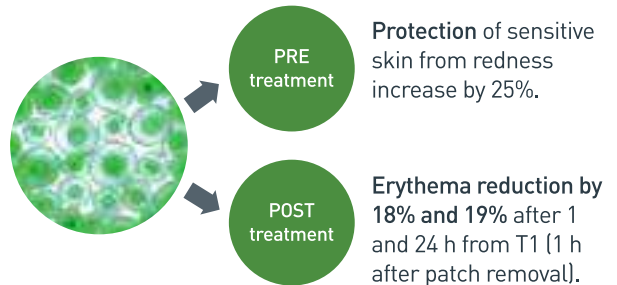 PRE
treatment
Protection of sensitive
skin from redness
increase by 25%.
POST
treatment
Erythema reduction by
18% and 19% after 1
and 24 h from T1 (1 h
after patch removal).